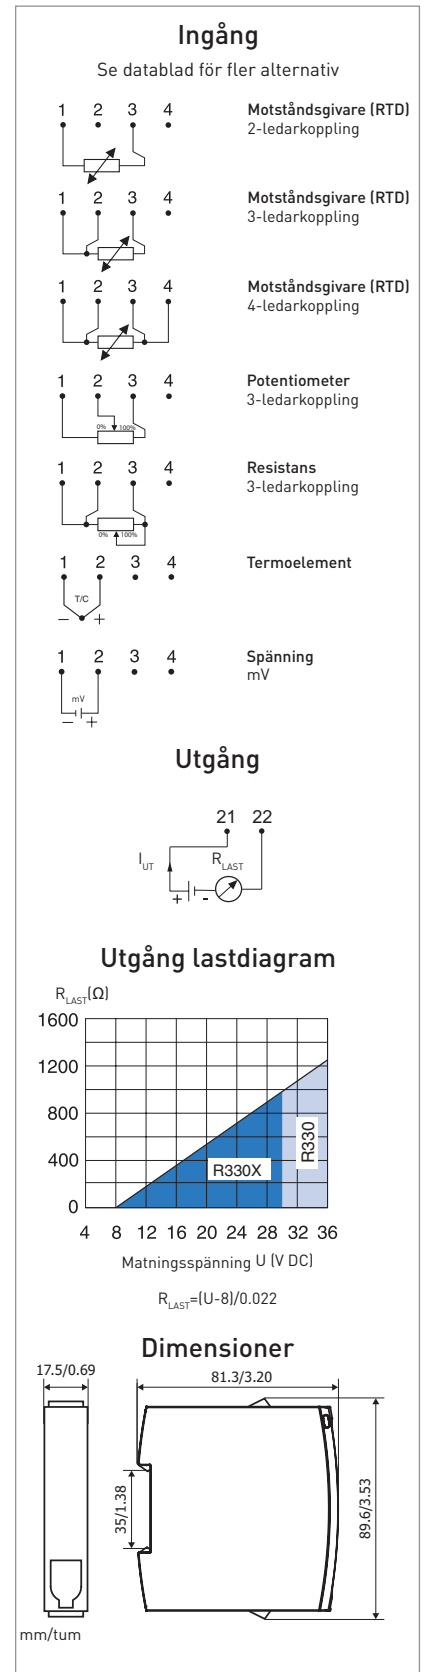 Ingång
Se datablad för fler alternativ
1 2 3 4
Motståndsgivare (RTD)
2-ledarkoppling
1 2 3 4
Motståndsgivare (RTD)
3-ledarkoppling
1 2 3 4
Motståndsgivare (RTD)
4-ledarkoppling
1 2 3 4
0% 100%
Potentiometer
3-ledarkoppling
1 2 3 4
0% 100%
Resistans
3-ledarkoppling
1 2 3 4
T/C
– +
Termoelement
1 2 3 4
mV
– +
Spänning
mV
Utgång
21 22
I_UT R_LAST
+ -
Utgång lastdiagram
R_LAST(Ω)
1600
1200
800
400
0
R330X
R330
4 8 12 16 20 24 28 32 36
Matningsspänning U (V DC)
R_LAST=(U-8)/0.022
Dimensioner
17.5/0.69
81.3/3.20
35/1.38
89.6/3.53
mm/tum